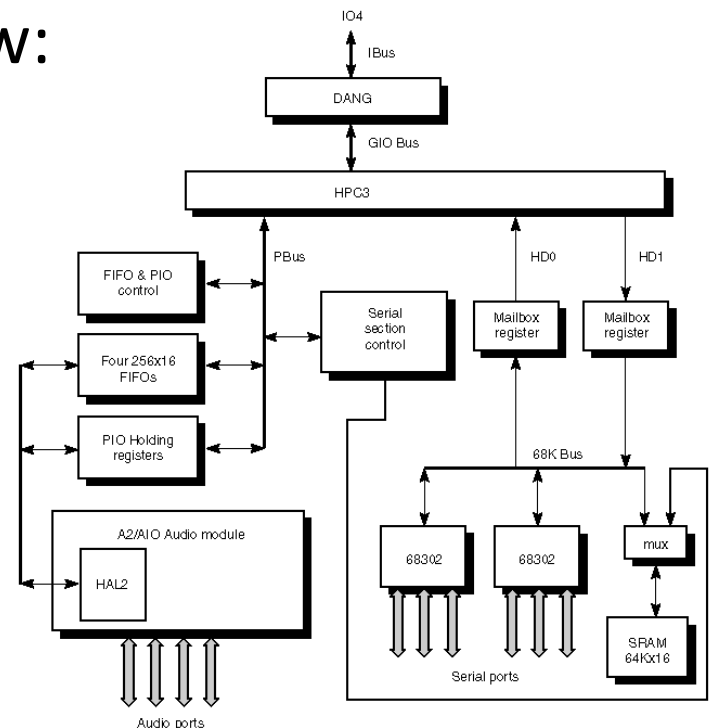 w:
IO4
IBus
DANG
GIO Bus
HPC3
PBus
HD0
HD1
FIFO & PIO
control
Serial
section
control
Mailbox
register
Mailbox
register
Four 256x16
FIFOs
PIO Holding
registers
68K Bus
A2/AIO Audio module
HAL2
68302
68302
mux
SRAM
64Kx16
Serial ports
Audio ports